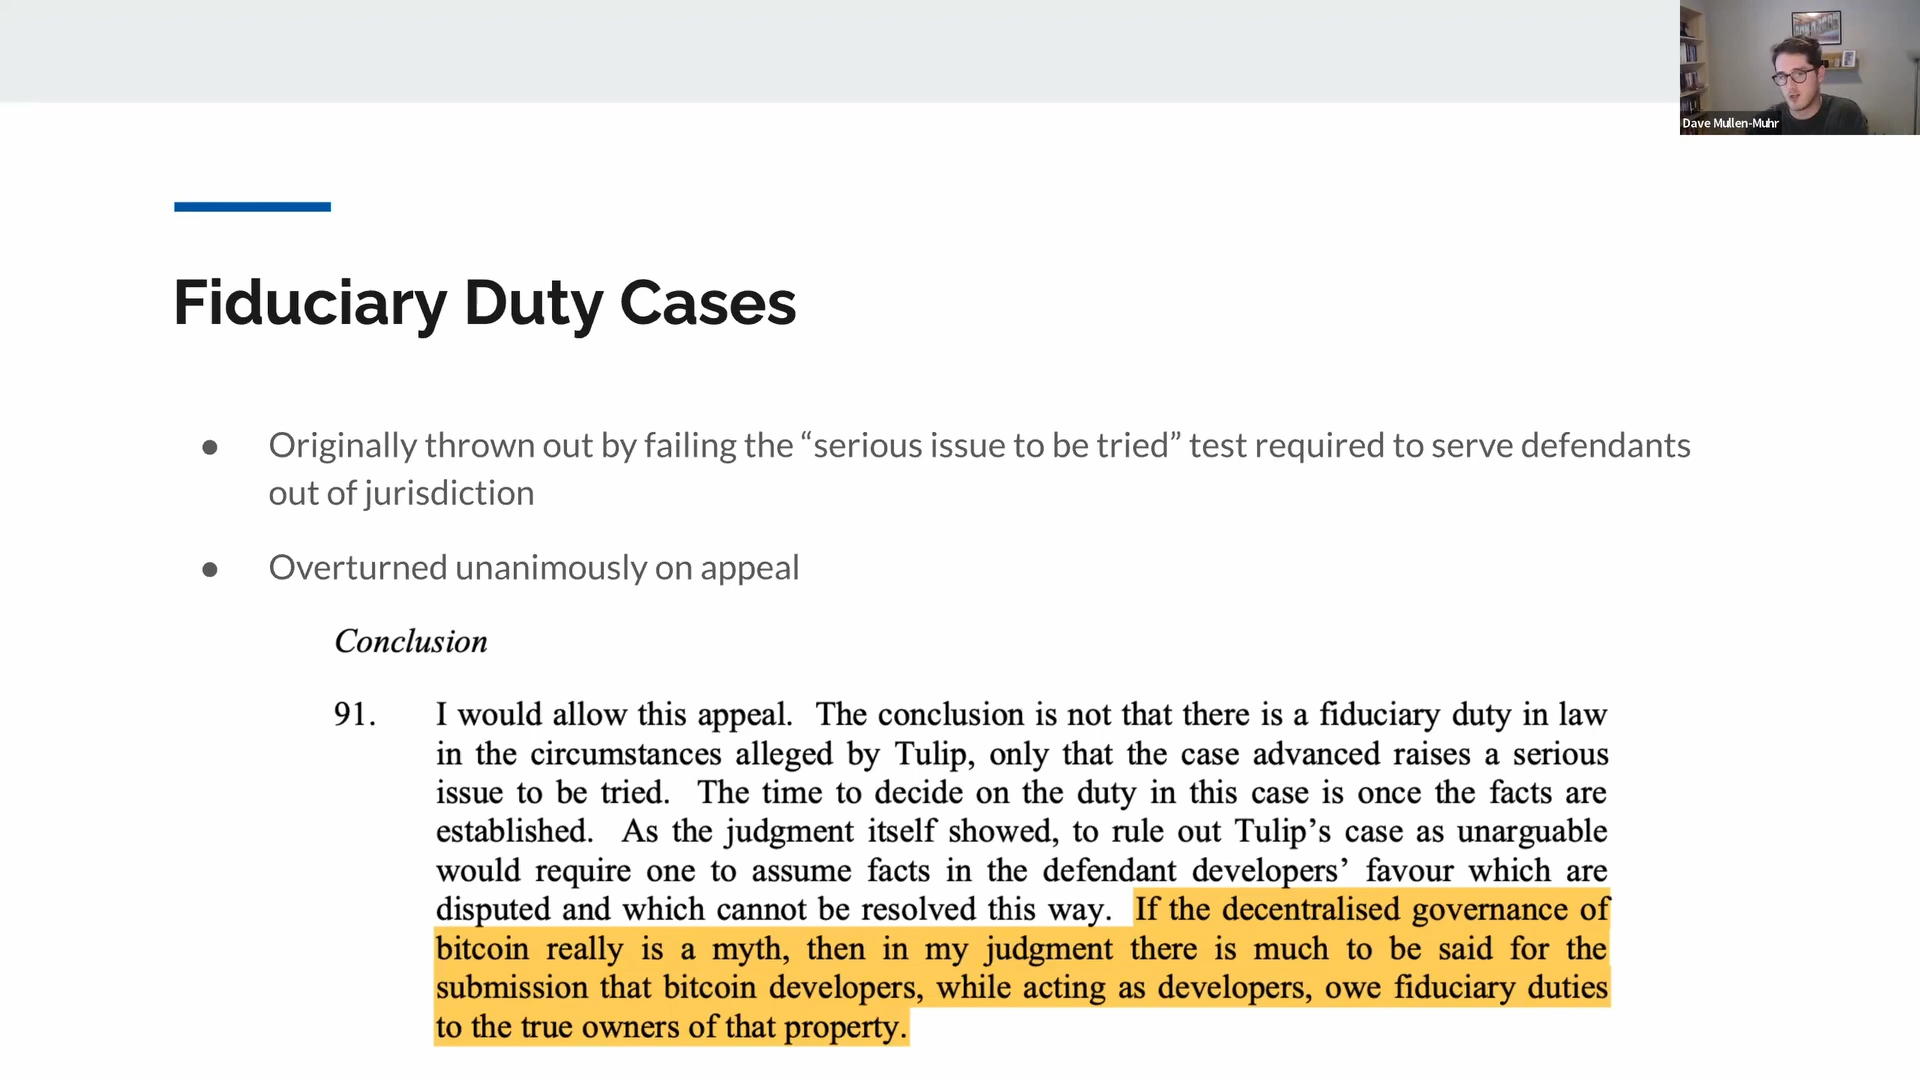 Dave Mullen-Muhr
Fiduciary Duty Cases
● Originally thrown out by failing the “serious issue to be tried” test required to serve defendants
out of jurisdiction
● Overturned unanimously on appeal
Conclusion
91. I would allow this appeal. The conclusion is not that there is a fiduciary duty in law
in the circumstances alleged by Tulip, only that the case advanced raises a serious
issue to be tried. The time to decide on the duty in this case is once the facts are
established. As the judgment itself showed, to rule out Tulip’s case as unarguable
would require one to assume facts in the defendant developers’ favour which are
disputed and which cannot be resolved this way. If the decentralised governance of
bitcoin really is a myth, then in my judgment there is much to be said for the
submission that bitcoin developers, while acting as developers, owe fiduciary duties
to the true owners of that property.